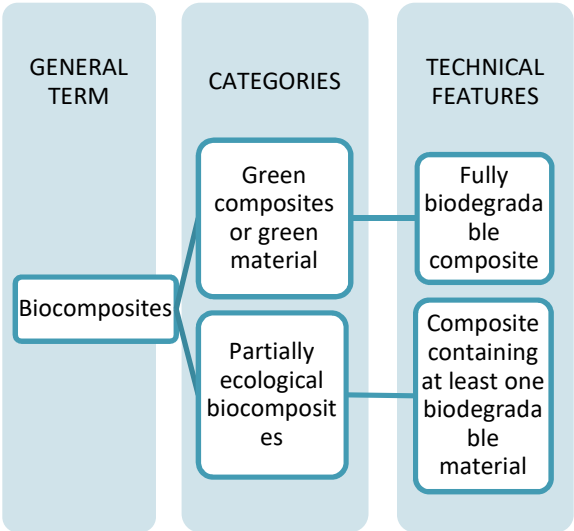 GENERAL
TERM
CATEGORIES
TECHNICAL
FEATURES
Biocomposites
Green
composites
or green
material
Fully
biodegrada
ble
composite
Partially
ecological
biocomposit
es
Composite
containing
at least one
biodegrada
ble
material